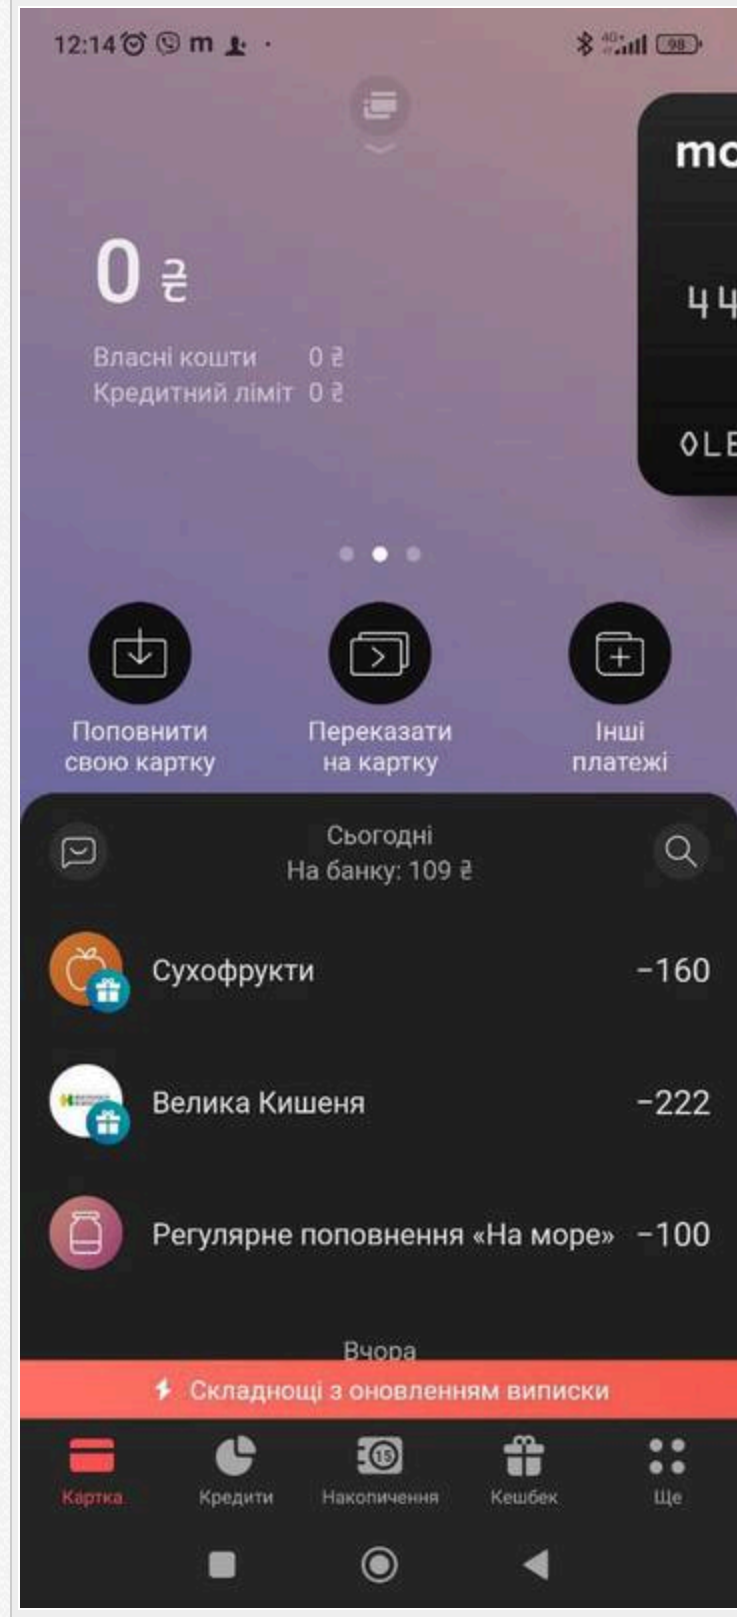 12:14
4G+
98
mo
0 ₴
44
Власні кошти 0 ₴
Кредитний ліміт 0 ₴
OLE
Поповнити
свою картку
Переказати
на картку
Інші
платежі
Сьогодні
На банку: 109 ₴
Сухофрукти −160
Велика Кишеня −222
Регулярне поповнення «На море» −100
Вчора
Складнощі з оновленням виписки
15
Картка
Кредити
Накопичення
Кешбек
Ще